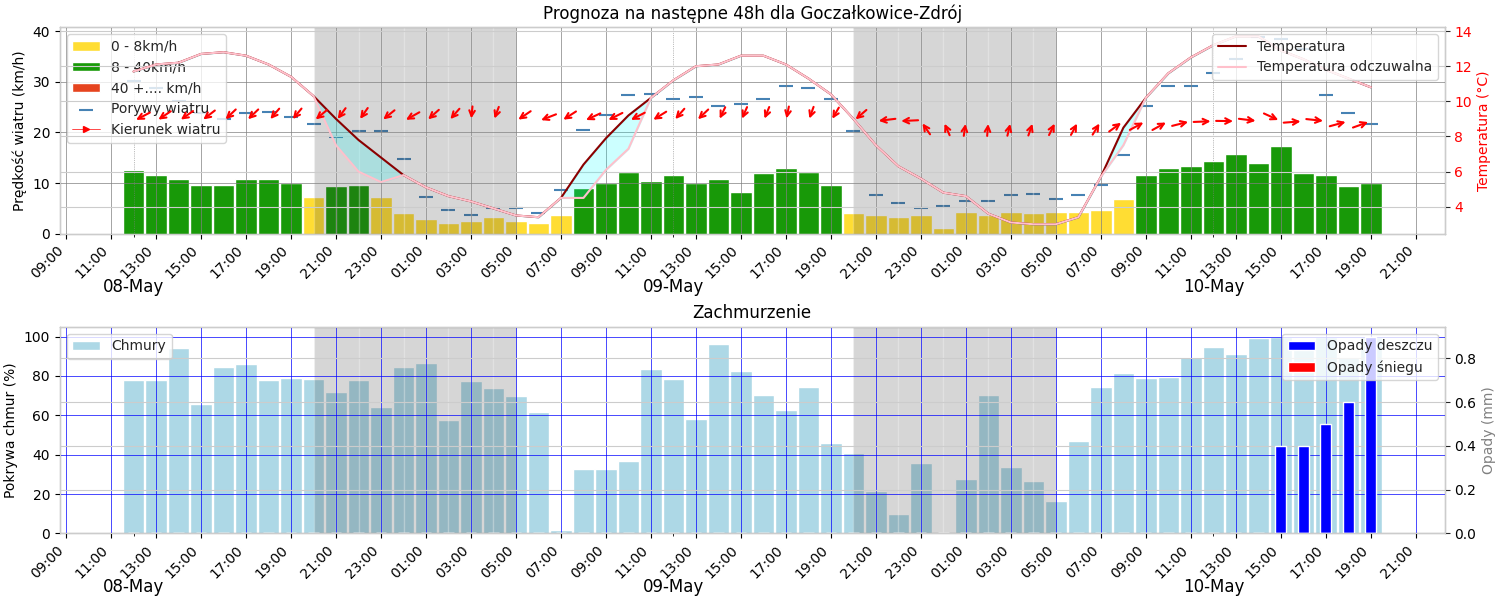 Prognoza na następne 48h dla Goczałkowice-Zdrój
Prędkość wiatru (km/h)
40
30
20
10
0
0 - 8km/h
8 - 40km/h
40 +.... km/h
Porywy wiatru
Kierunek wiatru
Temperatura
Temperatura odczuwalna
14
12
10
8
6
4
Temperatura (°C)
09:00 11:00 13:00 15:00 17:00 19:00 21:00 23:00 01:00 03:00 05:00 07:00 09:00 11:00 13:00 15:00 17:00 19:00 21:00 23:00 01:00 03:00 05:00 07:00 09:00 11:00 13:00 15:00 17:00 19:00 21:00
08-May 09-May 10-May
Zachmurzenie
Pokrywa chmur (%)
100
80
60
40
20
0
Chmury
Opady deszczu
Opady śniegu
0.8
0.6
0.4
0.2
0.0
Opady (mm)
09:00 11:00 13:00 15:00 17:00 19:00 21:00 23:00 01:00 03:00 05:00 07:00 09:00 11:00 13:00 15:00 17:00 19:00 21:00 23:00 01:00 03:00 05:00 07:00 09:00 11:00 13:00 15:00 17:00 19:00 21:00
08-May 09-May 10-May